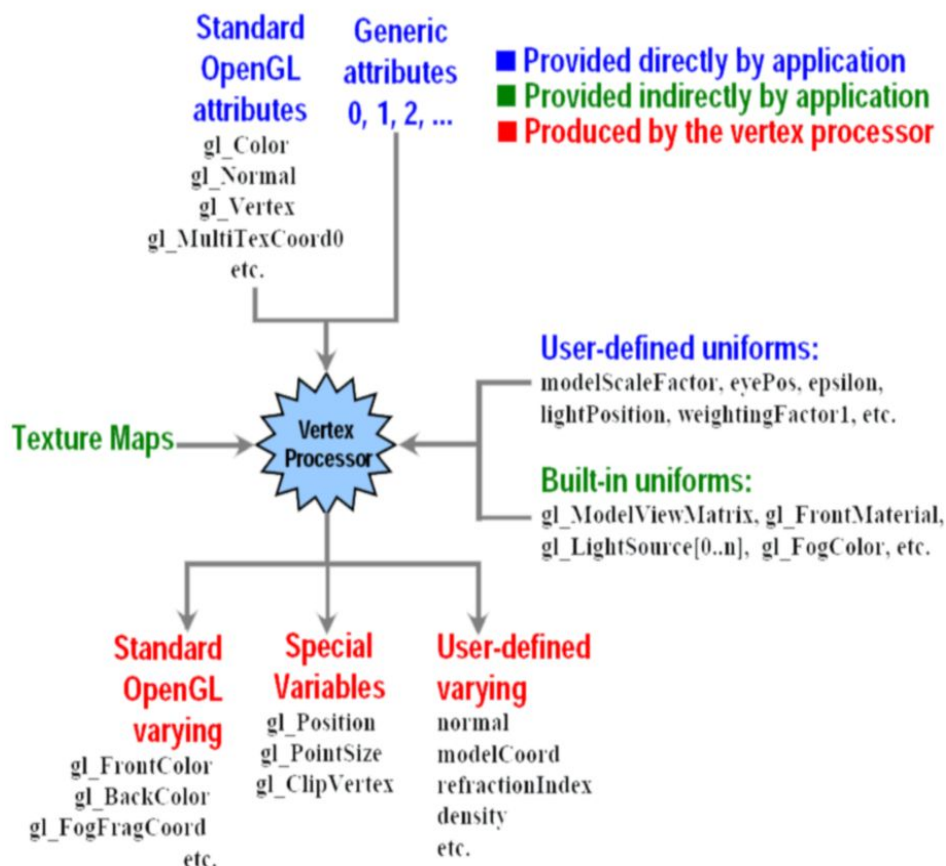 Standard
OpenGL
attributes
gl_Color
gl_Normal
gl_Vertex
gl_MultiTexCoord0
etc.
Generic
attributes
0, 1, 2, ...
Provided directly by application
Provided indirectly by application
Produced by the vertex processor
Texture Maps
Vertex
Processor
User-defined uniforms:
modelScaleFactor, eyePos, epsilon,
lightPosition, weightingFactor1, etc.
Built-in uniforms:
gl_ModelViewMatrix, gl_FrontMaterial,
gl_LightSource[0..n], gl_FogColor, etc.
Standard
OpenGL
varying
gl_FrontColor
gl_BackColor
gl_FogFragCoord
etc.
Special
Variables
gl_Position
gl_PointSize
gl_ClipVertex
User-defined
varying
normal
modelCoord
refractionIndex
density
etc.